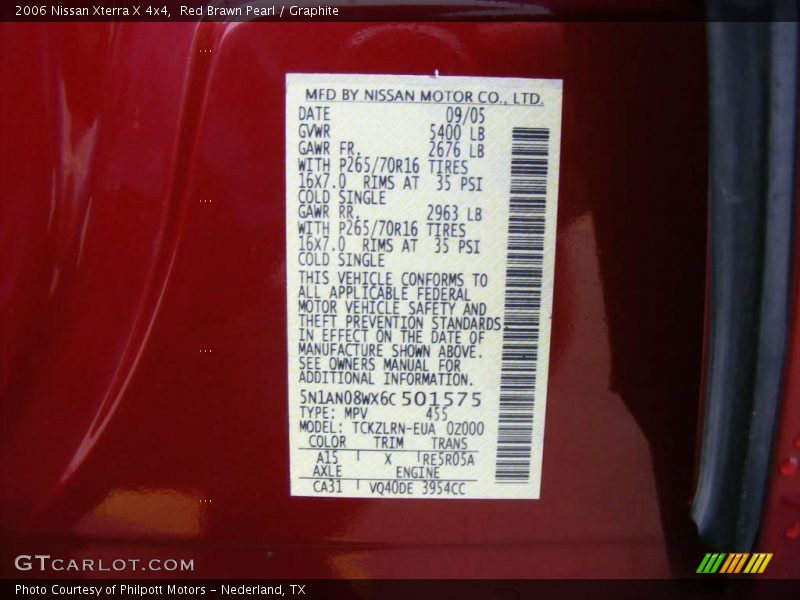 2006 Nissan Xterra X 4x4, Red Brawn Pearl / Graphite
MFD BY NISSAN MOTOR CO., LTD.
DATE 09/05
GVWR 5400 LB
GAWR FR. 2676 LB
WITH P265/70R16 TIRES
16X7.0 RIMS AT 35 PSI
COLD SINGLE
GAWR RR. 2963 LB
WITH P265/70R16 TIRES
16X7.0 RIMS AT 35 PSI
COLD SINGLE
THIS VEHICLE CONFORMS TO
ALL APPLICABLE FEDERAL
MOTOR VEHICLE SAFETY AND
THEFT PREVENTION STANDARDS
IN EFFECT ON THE DATE OF
MANUFACTURE SHOWN ABOVE.
SEE OWNERS MANUAL FOR
ADDITIONAL INFORMATION.
5N1AN08WX6C501575
TYPE: MPV 455
MODEL: TCKZLRN-EUA 0Z000
COLOR TRIM TRANS
A15 X RE5R05A
AXLE ENGINE
CA31 VQ40DE 3954CC
GTCARLOT.COM
Photo Courtesy of Philpott Motors - Nederland, TX